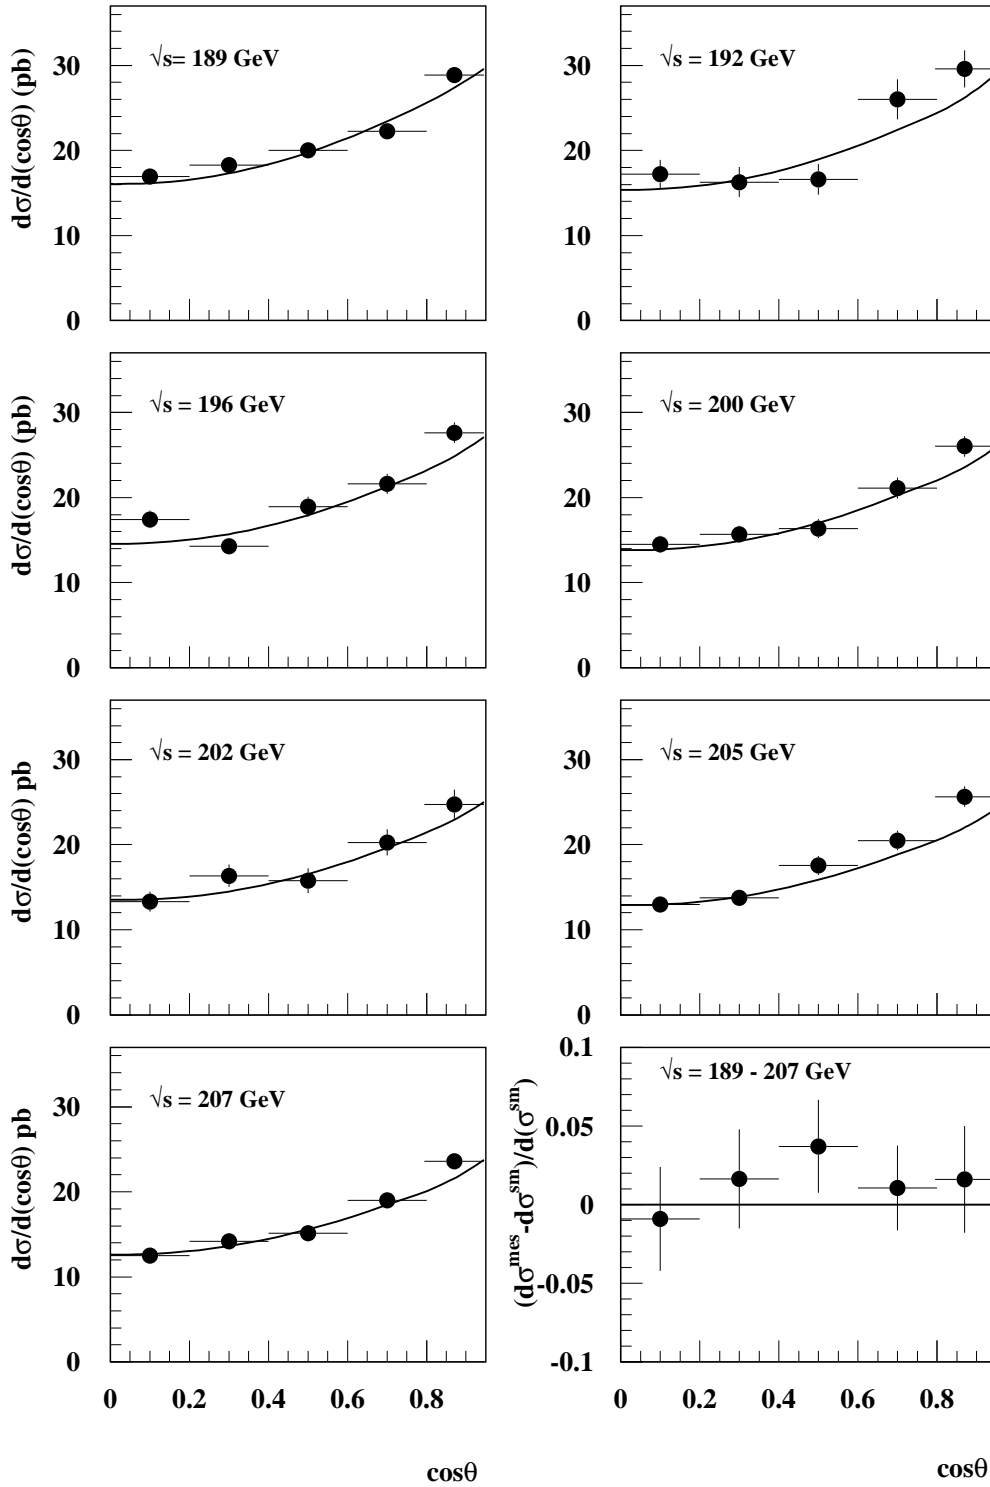 dσ/d(cosθ) (pb)
√s= 189 GeV
30
20
10
0
√s = 192 GeV
30
20
10
0
dσ/d(cosθ) (pb)
√s = 196 GeV
30
20
10
0
√s = 200 GeV
30
20
10
0
dσ/d(cosθ) pb
√s = 202 GeV
30
20
10
0
√s = 205 GeV
30
20
10
0
dσ/d(cosθ) pb
√s = 207 GeV
30
20
10
0
0 0.2 0.4 0.6 0.8
cosθ
(dσ^mes-dσ^sm)/d(σ^sm)
√s = 189 - 207 GeV
0.1
0.05
0
-0.05
-0.1
0 0.2 0.4 0.6 0.8
cosθ